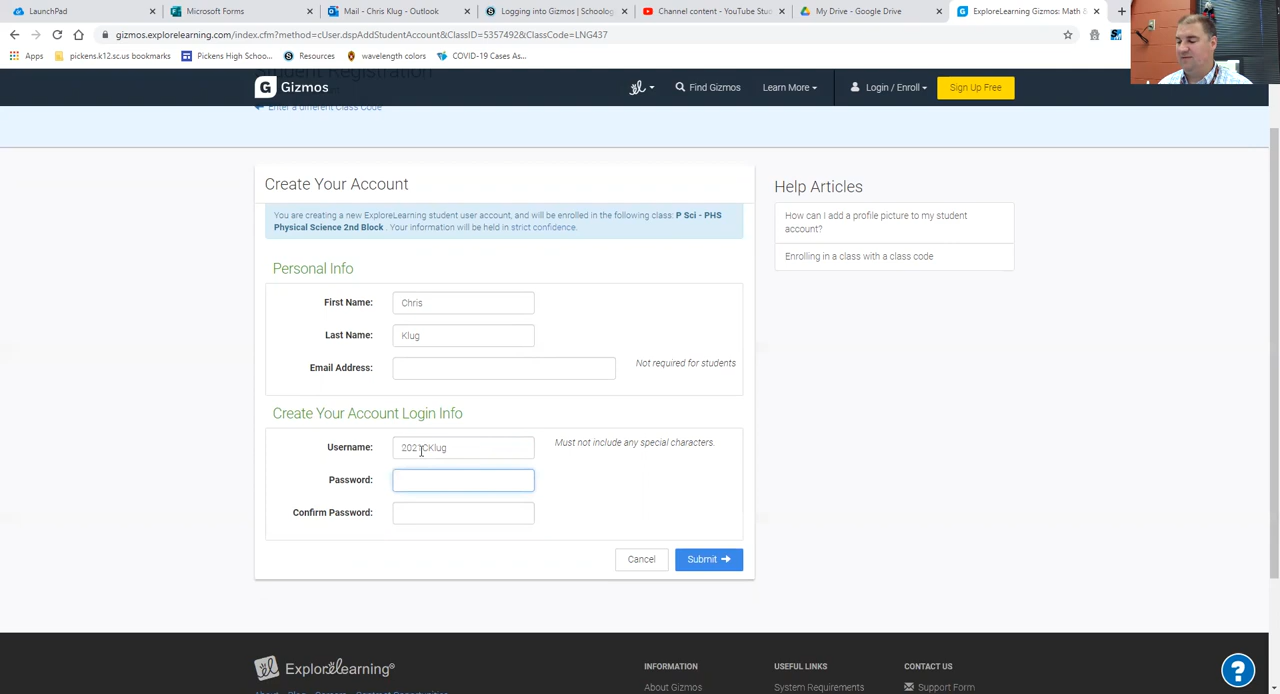 LaunchPad
Microsoft Forms
Mail - Chris Klug - Outlook
Logging into Gizmos | Schoolog
Channel content - YouTube Stu
My Drive - Google Drive
ExploreLearning Gizmos: Math &
gizmos.explorelearning.com/index.cfm?method=cUser.dspAddStudentAccount&ClassID=5357492&ClassCode=LNG437
Apps
pickens.k12.sc.us bookmarks
Pickens High Schoo...
Resources
wavelength colors
COVID-19 Cases As...
Student Registration
Gizmos
Find Gizmos
Learn More
Login / Enroll
Sign Up Free
Enter a different Class Code
Create Your Account
You are creating a new ExploreLearning student user account, and will be enrolled in the following class: P Sci - PHS
Physical Science 2nd Block . Your information will be held in strict confidence.
Personal Info
First Name: Chris
Last Name: Klug
Email Address:
Not required for students
Create Your Account Login Info
Username: 2021CKlug
Must not include any special characters.
Password:
Confirm Password:
Cancel
Submit
Help Articles
How can I add a profile picture to my student
account?
Enrolling in a class with a class code
ExploreLearning®
INFORMATION
USEFUL LINKS
CONTACT US
About Gizmos
System Requirements
Support Form
?